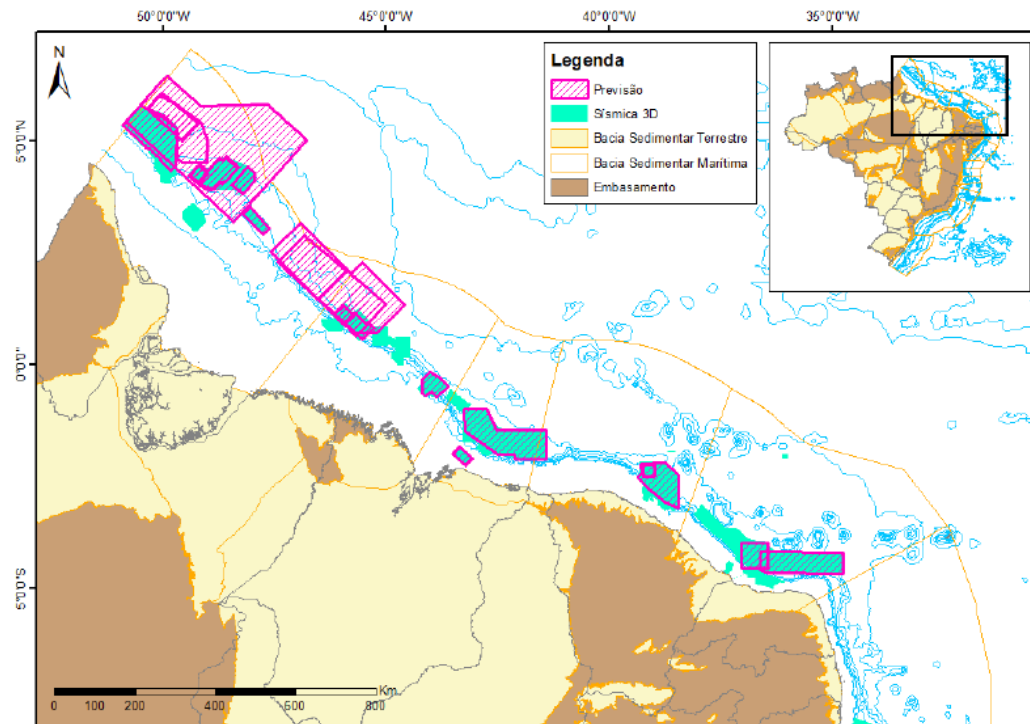 50°0'0"W
45°0'0"W
40°0'0"W
35°0'0"W
N
Legenda
Previsão
Sísmica 3D
Bacia Sedimentar Terrestre
Bacia Sedimentar Marítima
Embasamento
5°0'0"N
0°0'0"
5°0'0"S
0 100 200 400 600 800 Km